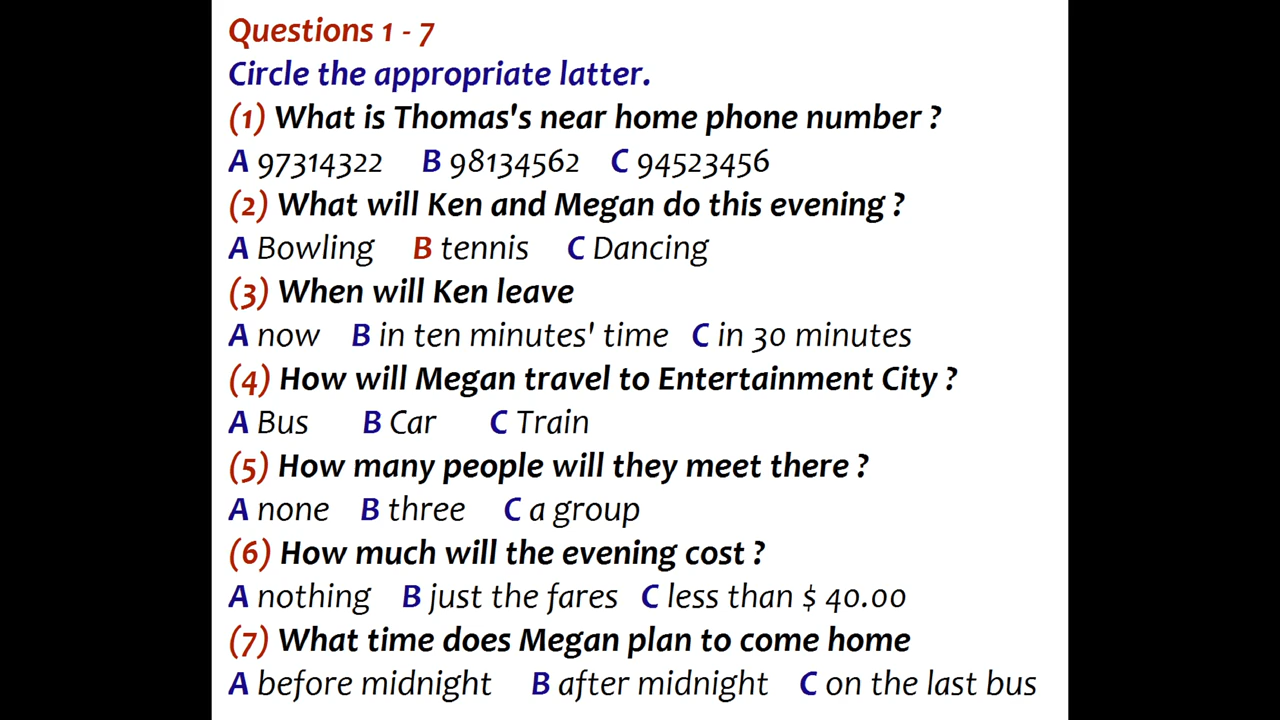 Questions 1 - 7
Circle the appropriate latter.
(1) What is Thomas's near home phone number ?
A 97314322 B 98134562 C 94523456
(2) What will Ken and Megan do this evening ?
A Bowling B tennis C Dancing
(3) When will Ken leave
A now B in ten minutes' time C in 30 minutes
(4) How will Megan travel to Entertainment City ?
A Bus B Car C Train
(5) How many people will they meet there ?
A none B three C a group
(6) How much will the evening cost ?
A nothing B just the fares C less than $ 40.00
(7) What time does Megan plan to come home
A before midnight B after midnight C on the last bus